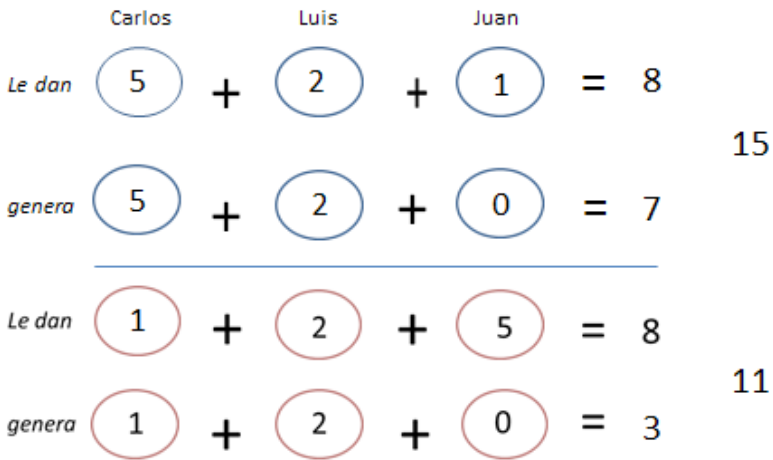 Carlos Luis Juan
Le dan 5 + 2 + 1 = 8
15
genera 5 + 2 + 0 = 7
Le dan 1 + 2 + 5 = 8
11
genera 1 + 2 + 0 = 3